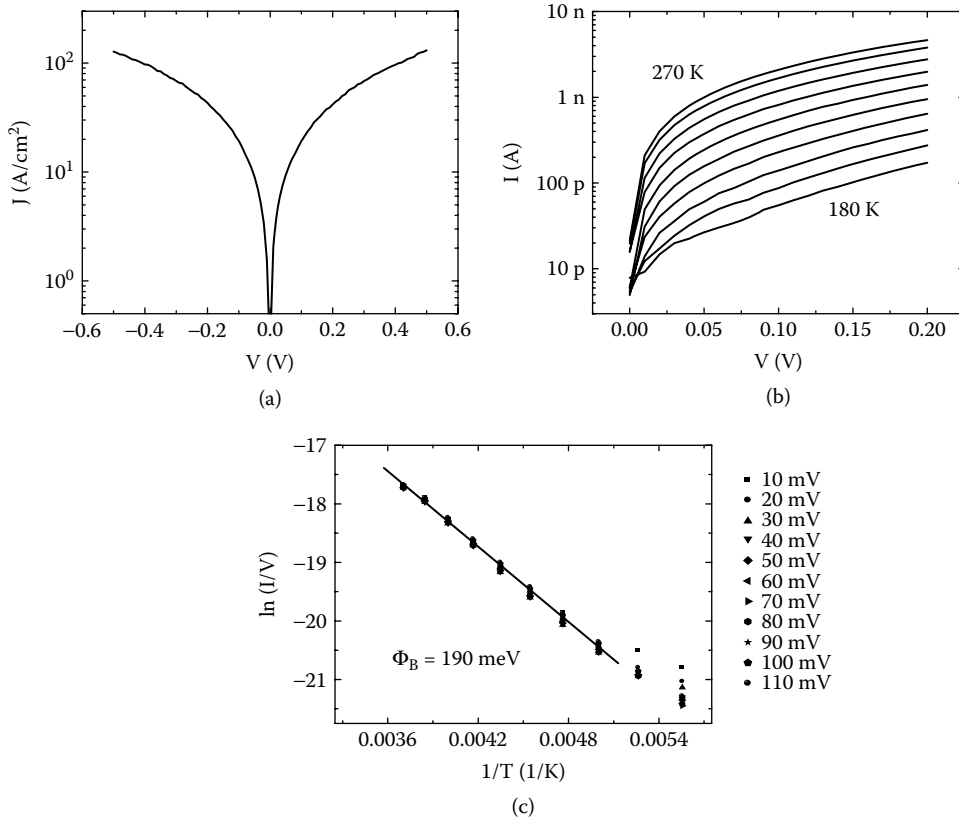 10²
10¹
10⁰
J (A/cm²)
−0.6 −0.4 −0.2 0.0 0.2 0.4 0.6
V (V)
(a)
10 n
1 n
100 p
10 p
I (A)
270 K
180 K
0.00 0.05 0.10 0.15 0.20
V (V)
(b)
−17
−18
−19
−20
−21
ln (I/V)
Φ_B = 190 meV
0.0036 0.0042 0.0048 0.0054
1/T (1/K)
(c)
10 mV
20 mV
30 mV
40 mV
50 mV
60 mV
70 mV
80 mV
90 mV
100 mV
110 mV